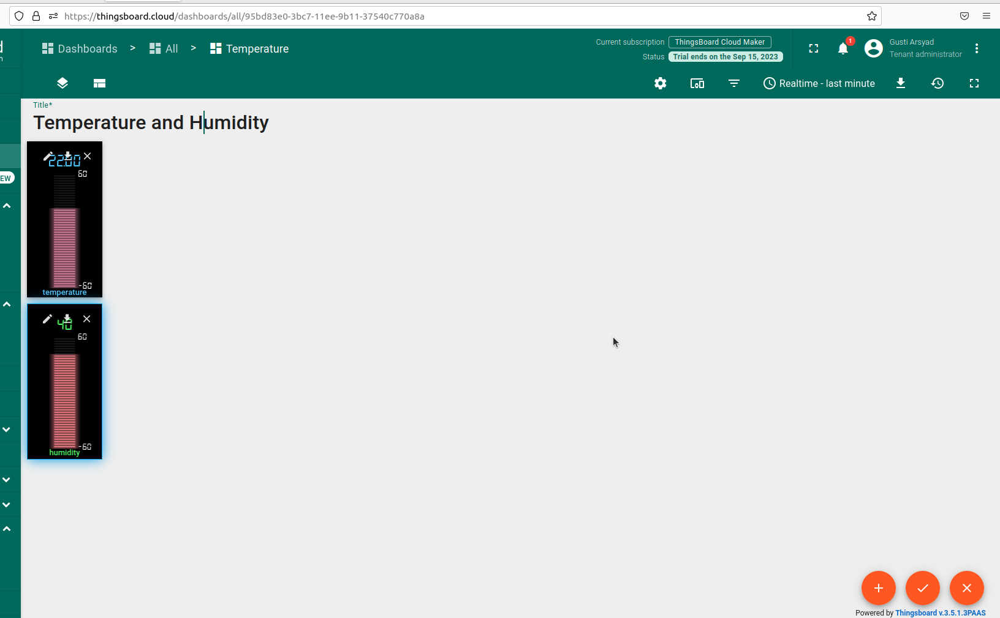 https://thingsboard.cloud/dashboards/all/95bd83e0-3bc7-11ee-9b11-37540c770a8a
Dashboards > All > Temperature
Current subscription ThingsBoard Cloud Maker
Status Trial ends on the Sep 15, 2023
1
Gusti Arsyad
Tenant administrator
Realtime - last minute
Title*
Temperature and Humidity
22.00
60
-60
temperature
40
60
-60
humidity
EW
Powered by Thingsboard v.3.5.1.3PAAS